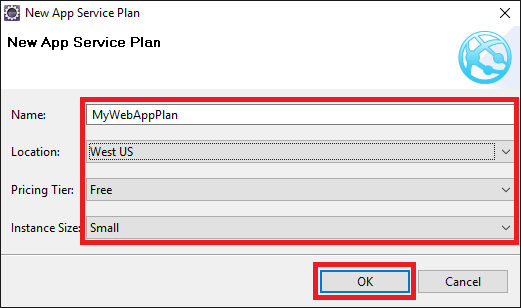 New App Service Plan
New App Service Plan
Name: MyWebAppPlan
Location: West US
Pricing Tier: Free
Instance Size: Small
OK Cancel